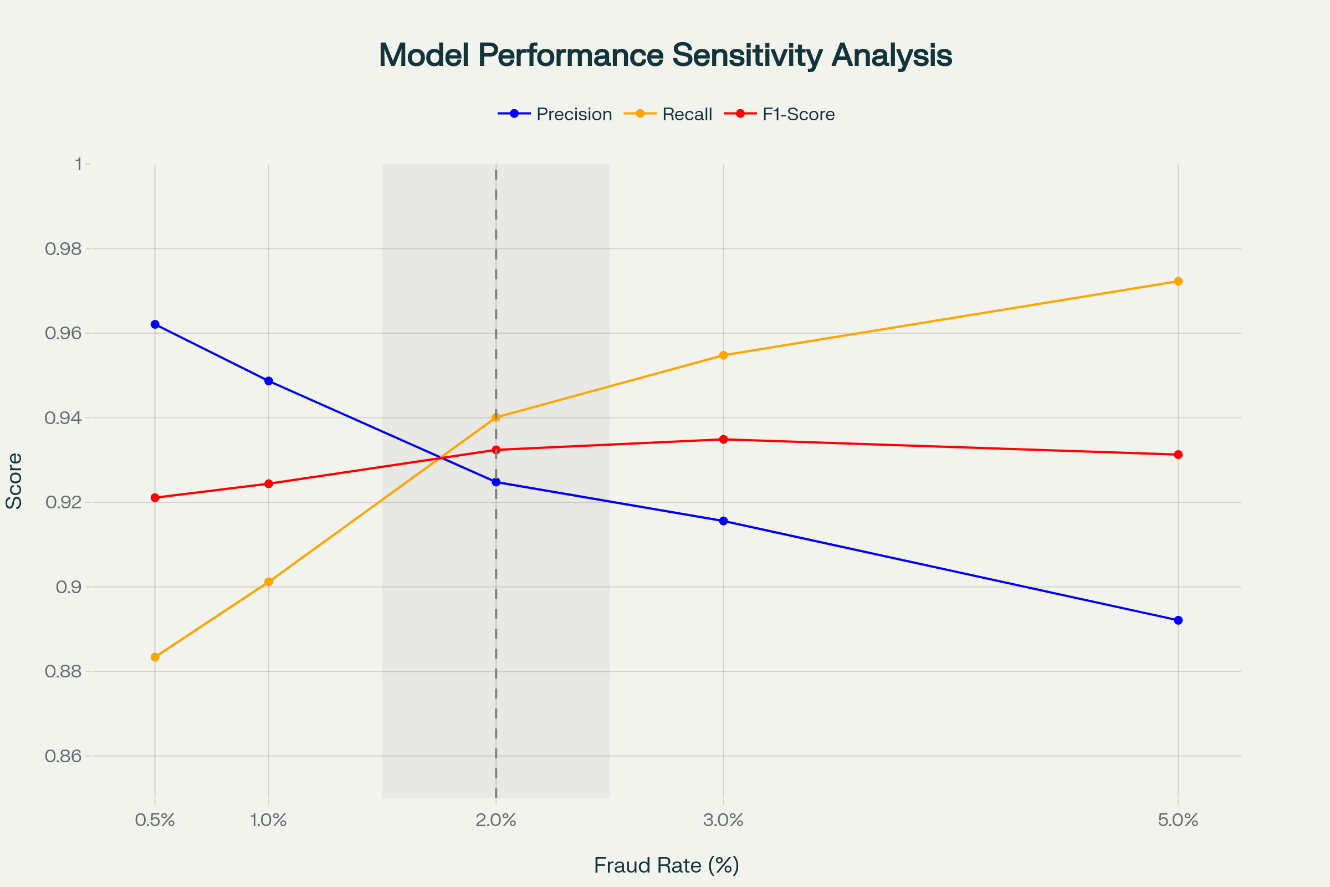 Model Performance Sensitivity Analysis
Precision Recall F1-Score
1
0.98
0.96
0.94
0.92
0.9
0.88
0.86
Score
0.5% 1.0% 2.0% 3.0% 5.0%
Fraud Rate (%)